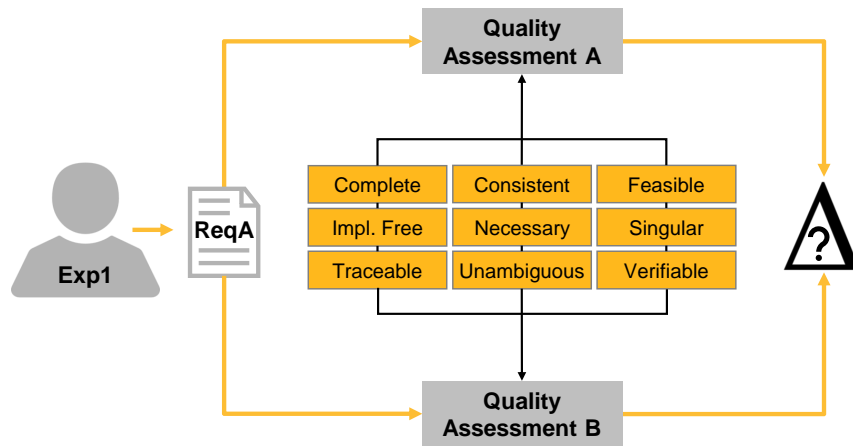 Quality
Assessment A
Complete
Consistent
Feasible
ReqA
Impl. Free
Necessary
Singular
?
Exp1
Traceable
Unambiguous
Verifiable
Quality
Assessment B